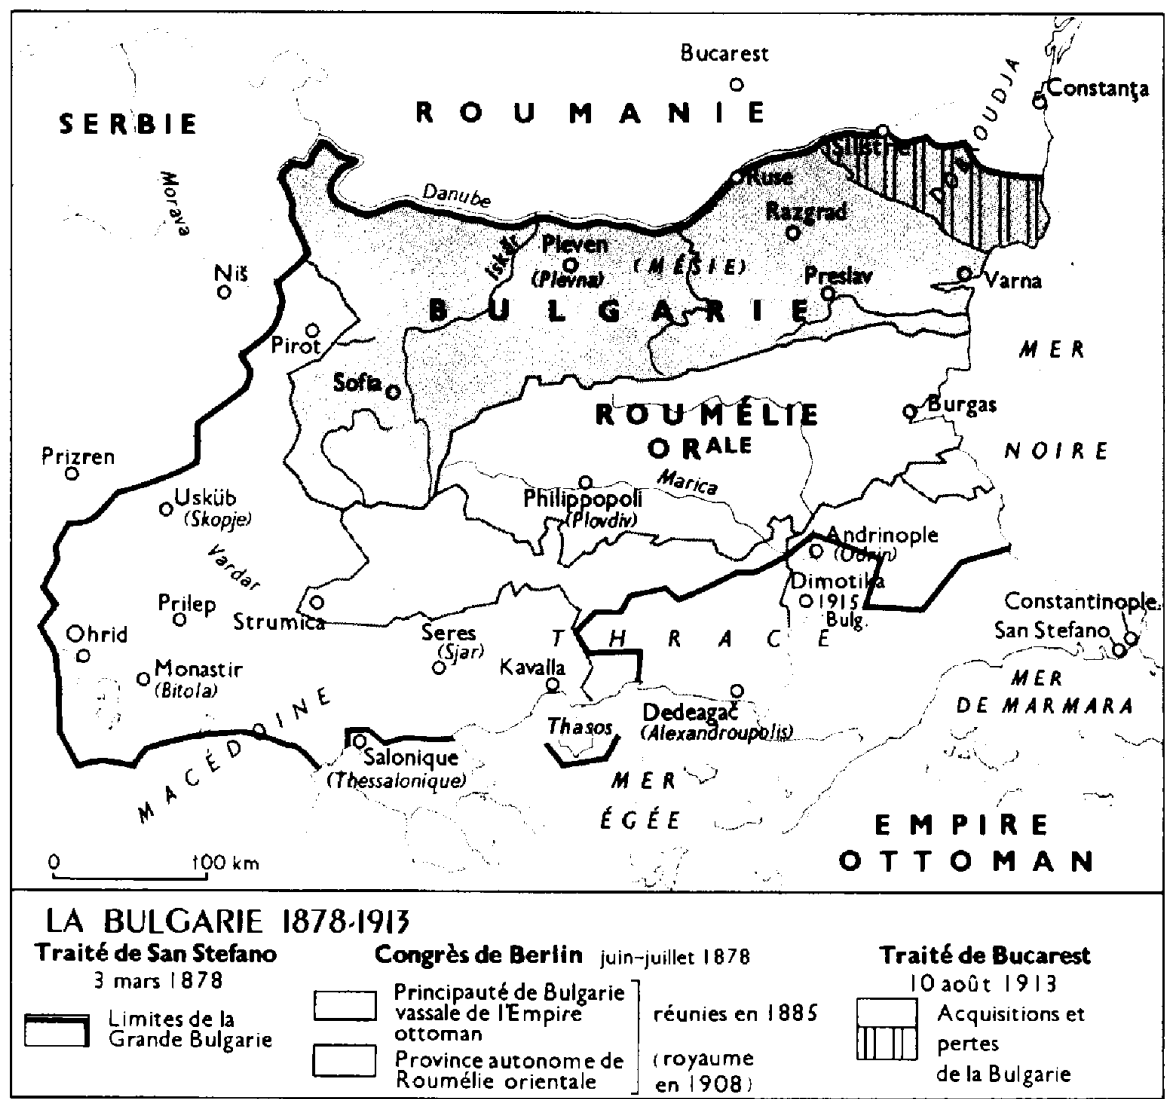 Bucarest
ROUMANIE
Constanța
SERBIE
DOBROUDJA
Silistrie
Morava
Danube
Ruse
Razgrad
Iskăr
Pleven
(Plevna)
(MÉSIE)
Niš
Preslav
Varna
BULGARIE
Pirot
MER
NOIRE
Sofia
ROUMÉLIE
ORALE
Burgas
Prizren
Marica
Usküb
(Skopje)
Philippopoli
(Plovdiv)
Andrinople
(Odrin)
Vardar
Dimotika
1915
Bulg.
Prilep
Strumica
Constantinople
San Stefano
Ohrid
Seres
(Sjar)
THRACE
Monastir
(Bitola)
Kavalla
MER
DE MARMARA
MACÉDOINE
Thasos
Dedeagač
(Alexandroupolis)
Salonique
(Thessalonique)
MER
ÉGÉE
EMPIRE
OTTOMAN
0 100 km
LA BULGARIE 1878-1913
Traité de San Stefano
3 mars 1878
Limites de la
Grande Bulgarie
Congrès de Berlin juin-juillet 1878
Principauté de Bulgarie
vassale de l'Empire
ottoman
Province autonome de
Roumélie orientale
réunies en 1885
(royaume
en 1908)
Traité de Bucarest
10 août 1913
Acquisitions et
pertes
de la Bulgarie